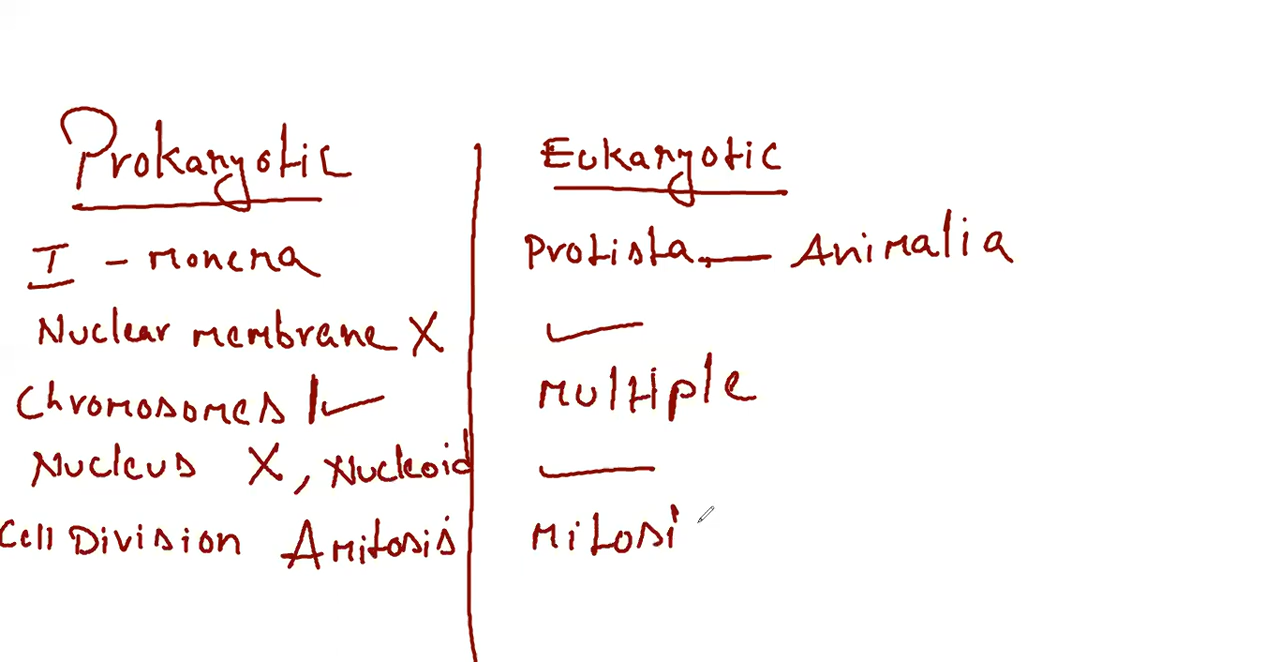 Prokaryotic Eukaryotic
I - Monera Protista — Animalia
Nuclear membrane X ✓
Chromosomes 1 ✓ Multiple
Nucleus X, Nucleoid ✓
Cell Division Amitosis Mitosi